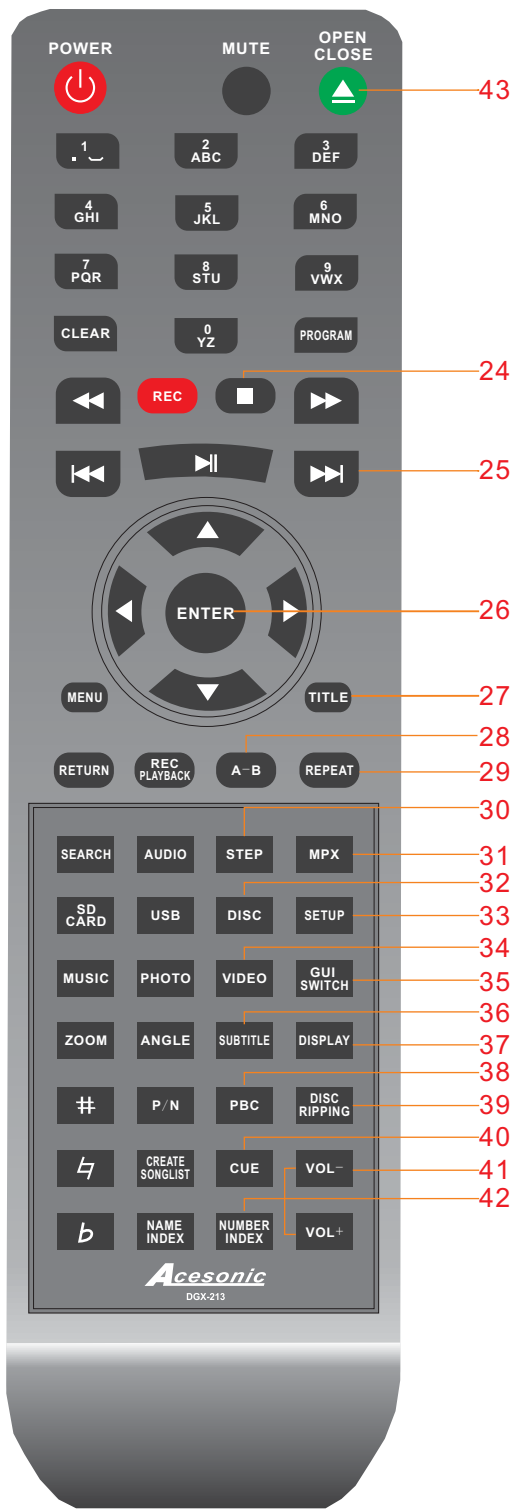 POWER
MUTE
OPEN
CLOSE
43
1
. ⌣
2
ABC
3
DEF
4
GHI
5
JKL
6
MNO
7
PQR
8
STU
9
VWX
CLEAR
0
YZ
PROGRAM
24
REC
25
ENTER
26
MENU
TITLE
27
28
RETURN
REC
PLAYBACK
A-B
REPEAT
29
30
SEARCH
AUDIO
STEP
MPX
31
32
SD
CARD
USB
DISC
SETUP
33
34
MUSIC
PHOTO
VIDEO
GUI
SWITCH
35
36
ZOOM
ANGLE
SUBTITLE
DISPLAY
37
38
#
P/N
PBC
DISC
RIPPING
39
40
♮
CREATE
SONGLIST
CUE
VOL-
41
42
♭
NAME
INDEX
NUMBER
INDEX
VOL+
Acesonic
DGX-213